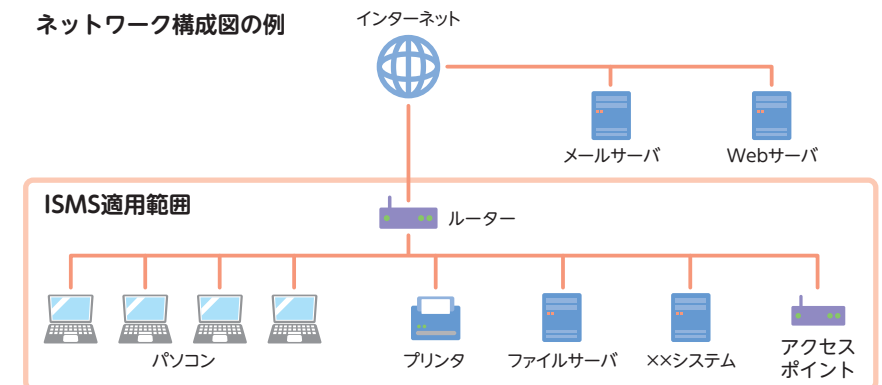 ネットワーク構成図の例
インターネット
メールサーバ
Webサーバ
ISMS適用範囲
ルーター
パソコン
プリンタ
ファイルサーバ
××システム
アクセス
ポイント